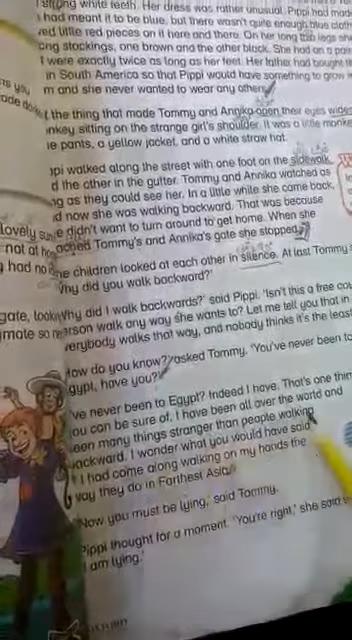 strong white teeth. Her dress was rather unusual. Pippi had made
had meant it to be blue, but there wasn't quite enough blue cloth
red little red pieces on it here and there. On her long thin legs she
ong stockings, one brown and the other black. She had on a pair
t were exactly twice as long as her feet. Her father had bought
in South America so that Pippi would have something to grow
m and she never wanted to wear any others.
t the thing that made Tommy and Annika open their eyes widest
nkey sitting on the strange girl's shoulder. It was a little monkey
e pants, a yellow jacket, and a white straw hat.
ppi walked along the street with one foot on the sidewalk
d the other in the gutter. Tommy and Annika watched as
ng as they could see her. In a little while she came back,
d now she was walking backward. That was because
e didn't want to turn around to get home. When she
ached Tommy's and Annika's gate she stopped.
he children looked at each other in silence. At last Tommy
Why did you walk backward?'
Why did I walk backwards?' said Pippi. 'Isn't this a free cou
erson walk any way she wants to? Let me tell you that in
verybody walks that way, and nobody thinks it's the least
How do you know?' asked Tommy. 'You've never been to
gypt, have you?'
've never been to Egypt? Indeed I have. That's one thin
ou can be sure of. I have been all over the world and
een many things stranger than people walking
backward. I wonder what you would have said
I had come along walking on my hands the
way they do in Farthest Asia.'
'Now you must be lying,' said Tommy.
Pippi thought for a moment. 'You're right,' she said
I am lying.'
OXFORD